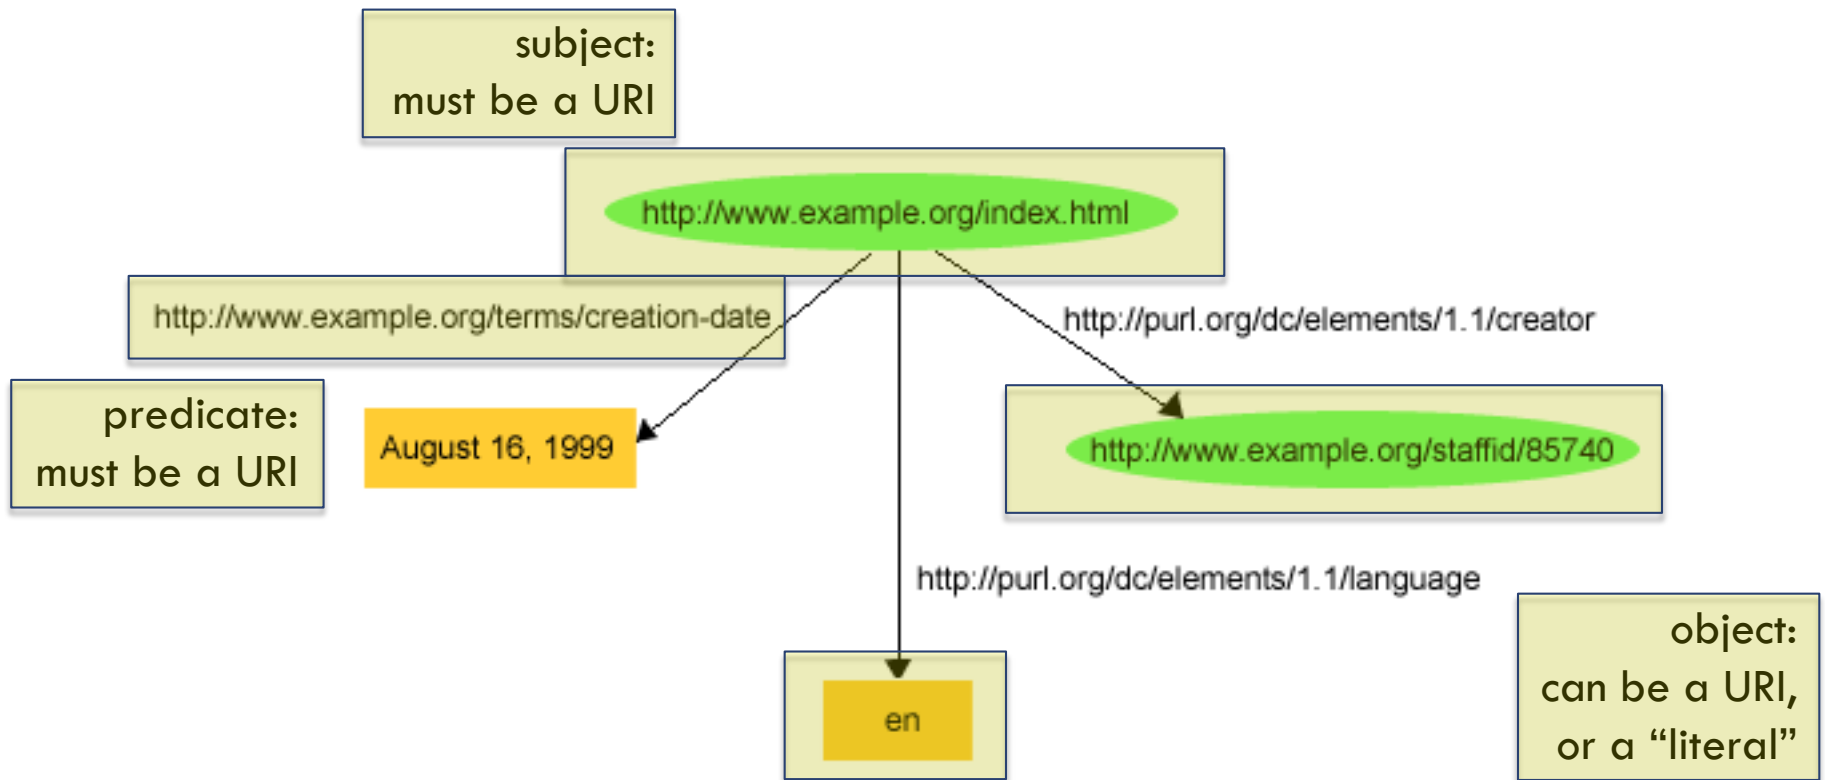 subject:
must be a URI
http://www.example.org/index.html
http://www.example.org/terms/creation-date
http://purl.org/dc/elements/1.1/creator
predicate:
must be a URI
August 16, 1999
http://www.example.org/staffid/85740
http://purl.org/dc/elements/1.1/language
en
object:
can be a URI,
or a “literal”